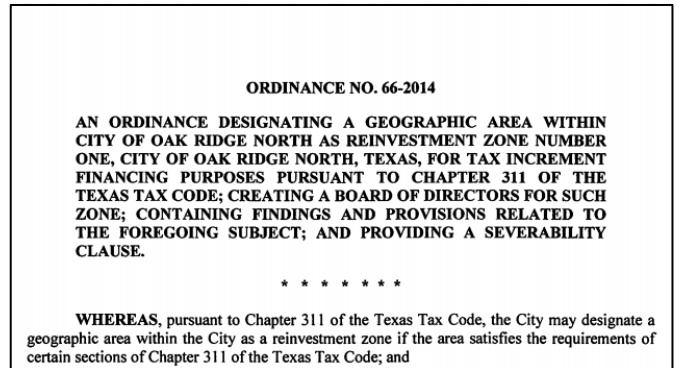 ORDINANCE NO. 66-2014
AN ORDINANCE DESIGNATING A GEOGRAPHIC AREA WITHIN
CITY OF OAK RIDGE NORTH AS REINVESTMENT ZONE NUMBER
ONE, CITY OF OAK RIDGE NORTH, TEXAS, FOR TAX INCREMENT
FINANCING PURPOSES PURSUANT TO CHAPTER 311 OF THE
TEXAS TAX CODE; CREATING A BOARD OF DIRECTORS FOR SUCH
ZONE; CONTAINING FINDINGS AND PROVISIONS RELATED TO
THE FOREGOING SUBJECT; AND PROVIDING A SEVERABILITY
CLAUSE.
* * * * * * *
WHEREAS, pursuant to Chapter 311 of the Texas Tax Code, the City may designate a
geographic area within the City as a reinvestment zone if the area satisfies the requirements of
certain sections of Chapter 311 of the Texas Tax Code; and